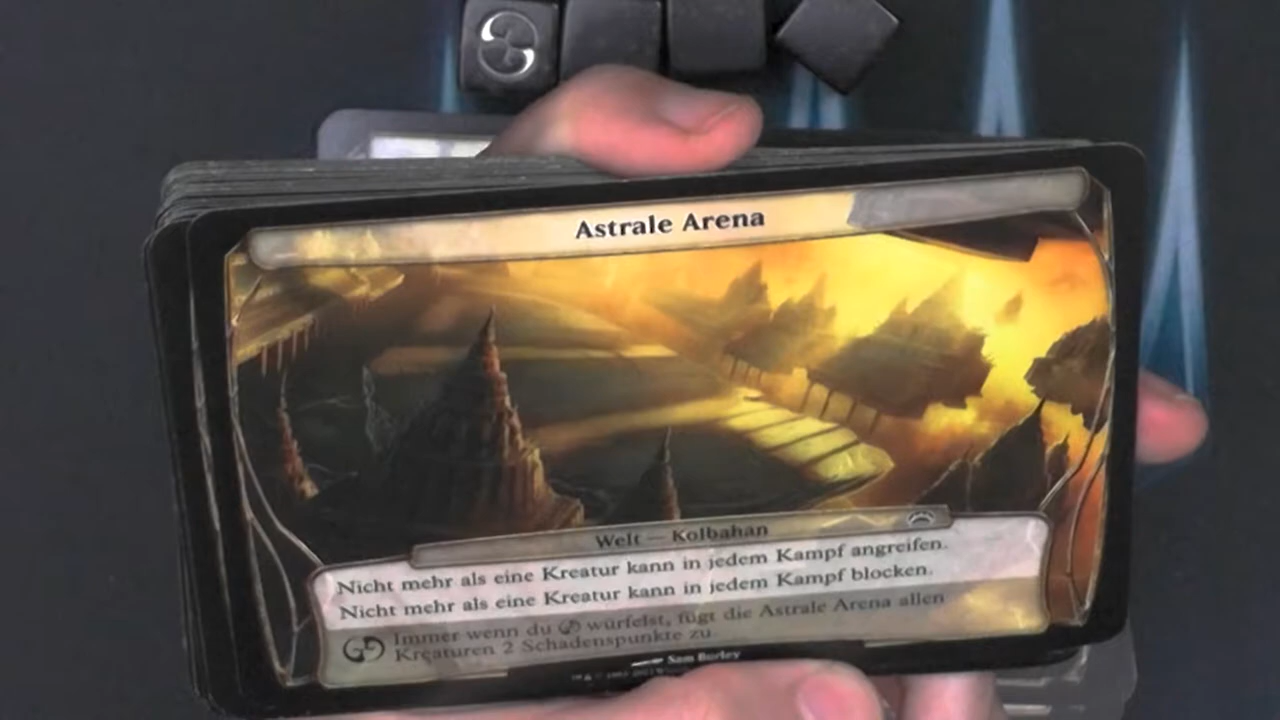 Astrale Arena
Welt — Kolbahan
Nicht mehr als eine Kreatur kann in jedem Kampf angreifen.
Nicht mehr als eine Kreatur kann in jedem Kampf blocken.
Immer wenn du würfelst, fügt die Astrale Arena allen
Kreaturen 2 Schadenspunkte zu.
Sam Burley